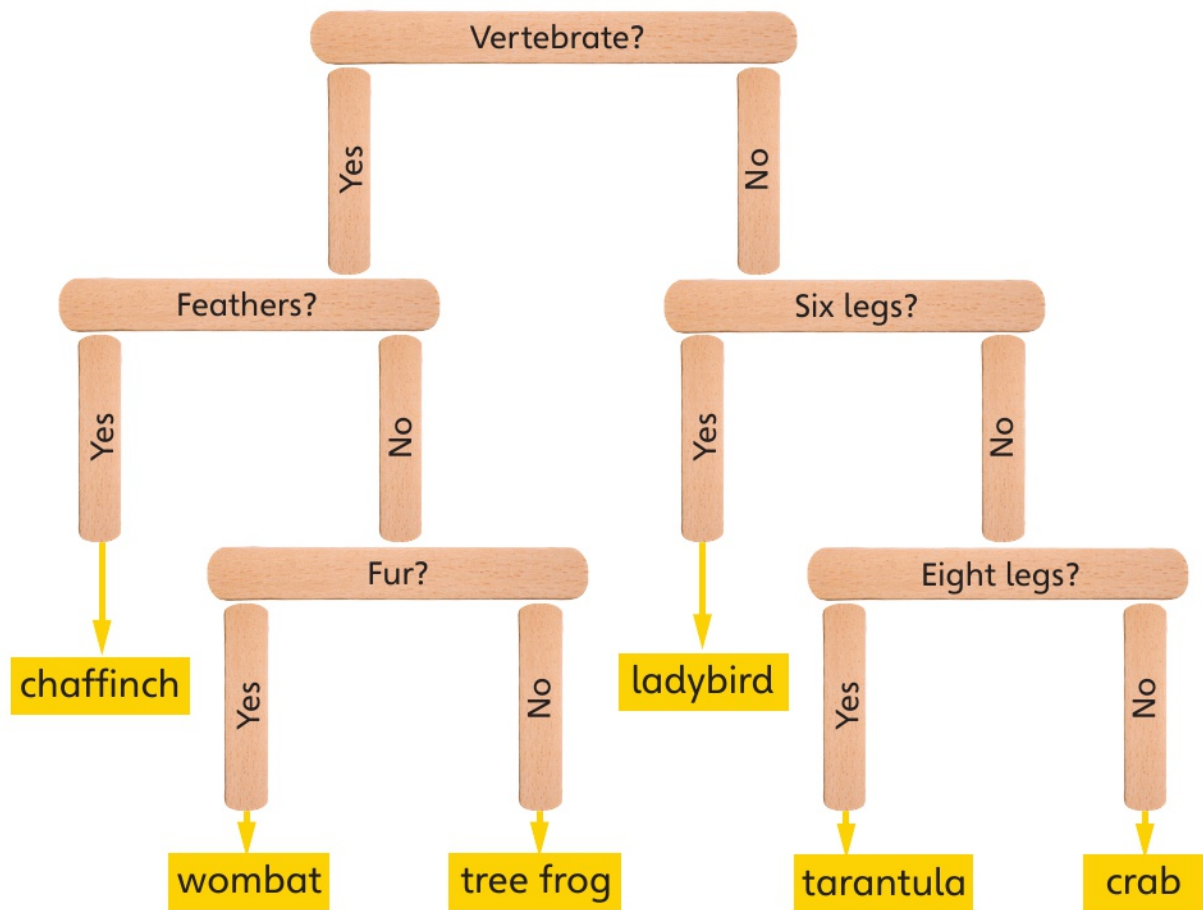 Vertebrate?
Yes
No
Feathers?
Six legs?
Yes
No
Yes
No
Fur?
Eight legs?
chaffinch
ladybird
Yes
No
Yes
No
wombat
tree frog
tarantula
crab